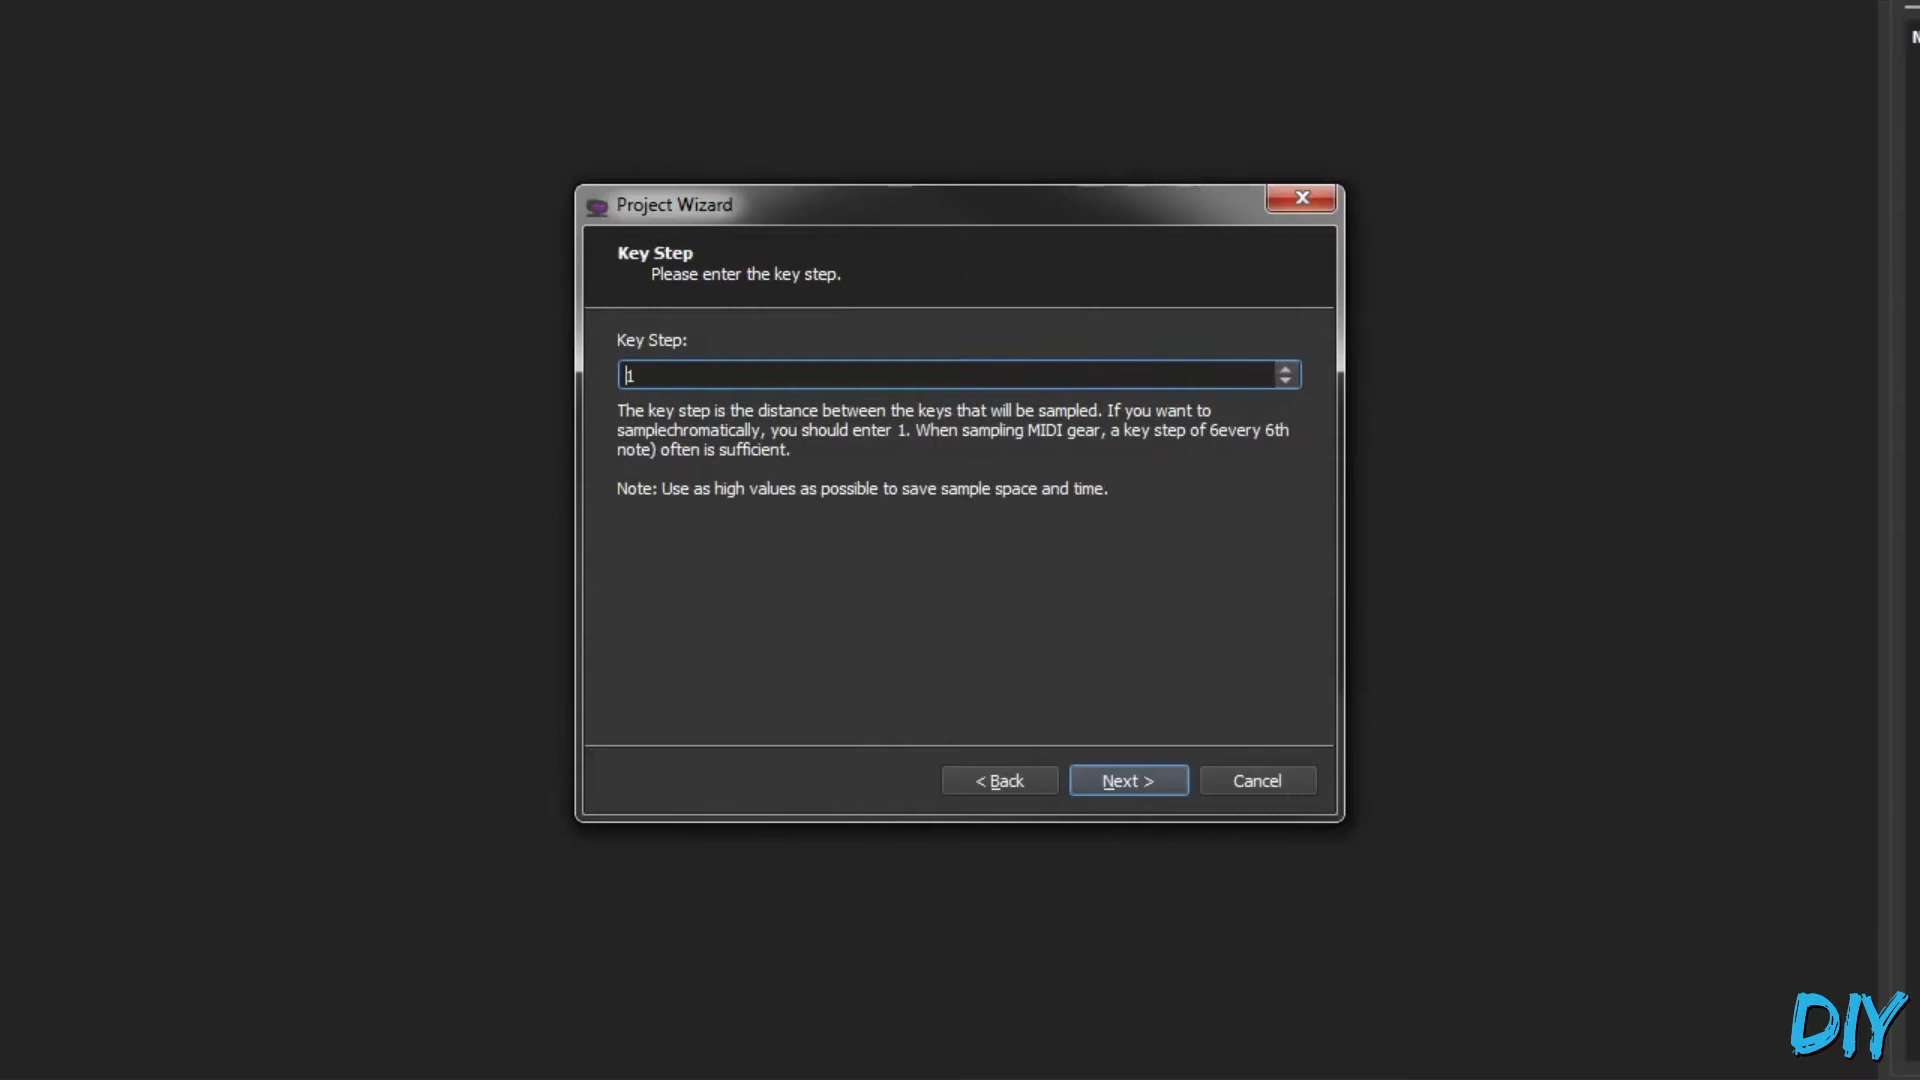 Project Wizard
Key Step
Please enter the key step.
Key Step:
1
The key step is the distance between the keys that will be sampled. If you want to
samplechromatically, you should enter 1. When sampling MIDI gear, a key step of 6every 6th
note) often is sufficient.
Note: Use as high values as possible to save sample space and time.
< Back
Next >
Cancel
DIY